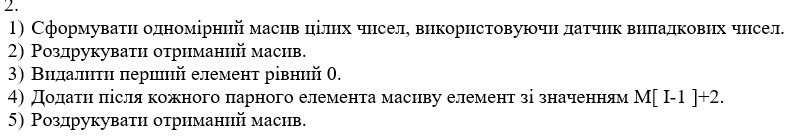 2.
1) Сформувати одномірний масив цілих чисел, використовуючи датчик випадкових чисел.
2) Роздрукувати отриманий масив.
3) Видалити перший елемент рівний 0.
4) Додати після кожного парного елемента масиву елемент зі значенням M[ I-1 ]+2.
5) Роздрукувати отриманий масив.